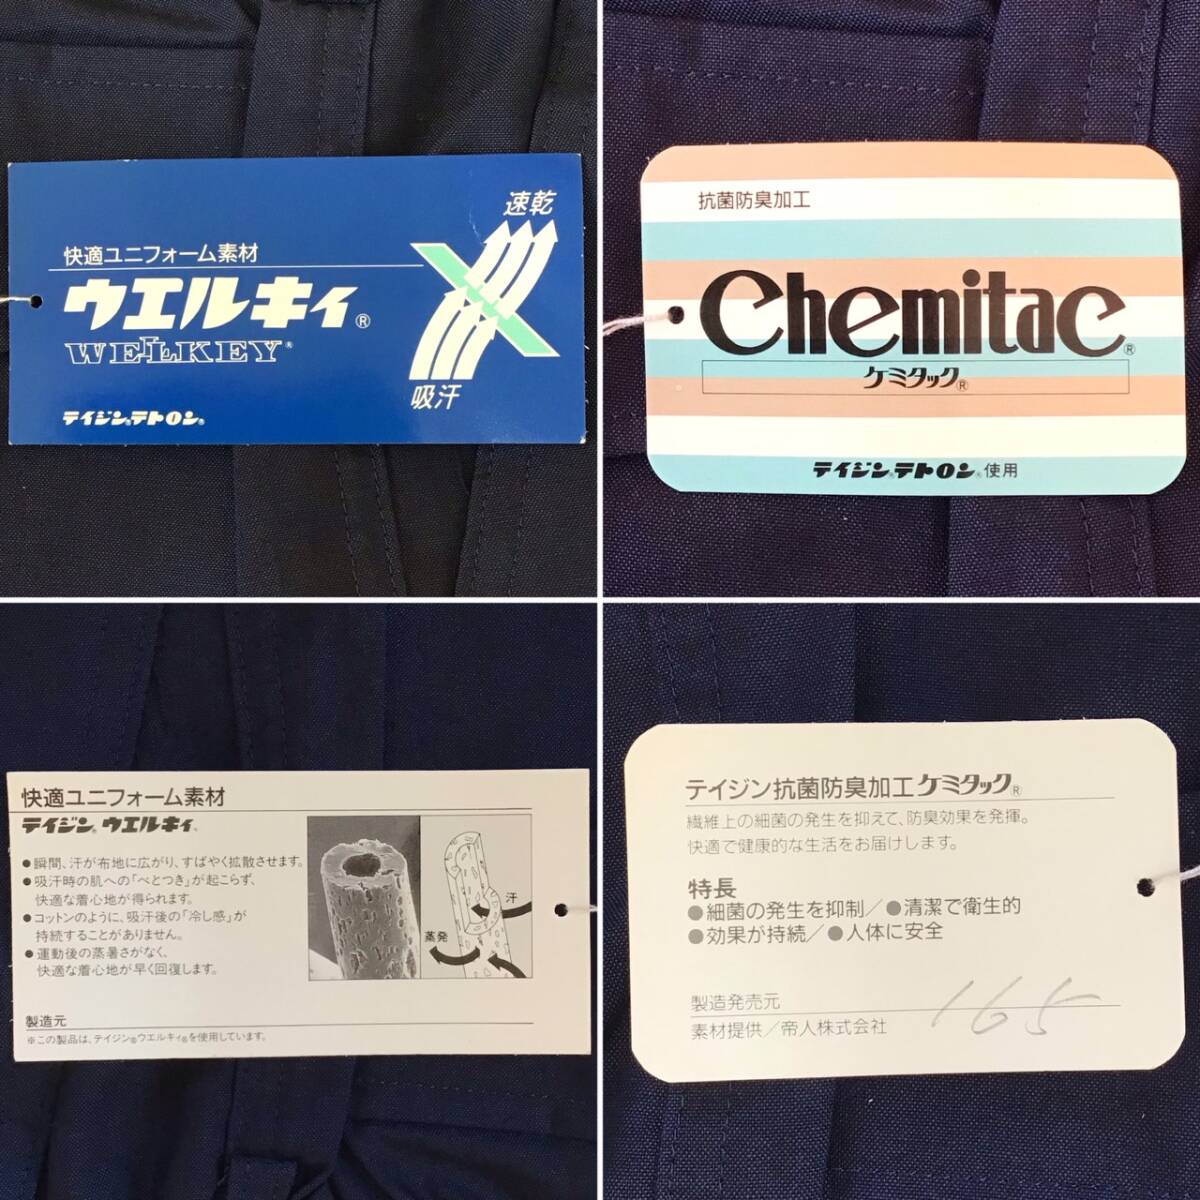 快適ユニフォーム素材
ウエルキィ®
WELLKEY®
テイジン®テトロン®
速乾
吸汗
抗菌防臭加工
Chemitac®
ケミタック®
テイジン®テトロン®使用
快適ユニフォーム素材
テイジン®ウエルキィ®
●瞬間、汗が布地に広がり、すばやく拡散させます。
●吸汗時の肌への「べとつき」が起こらず、
快適な着心地が得られます。
●コットンのように、吸汗後の「冷し感」が
持続することがありません。
●運動後の蒸暑さがなく、
快適な着心地が早く回復します。
汗
蒸発
製造元
※この製品は、テイジン®ウエルキィ®を使用しています。
テイジン抗菌防臭加工ケミタック®
繊維上の細菌の発生を抑えて、防臭効果を発揮。
快適で健康的な生活をお届けします。
特長
●細菌の発生を抑制/●清潔で衛生的
●効果が持続/●人体に安全
製造発売元
素材提供/帝人株式会社
165